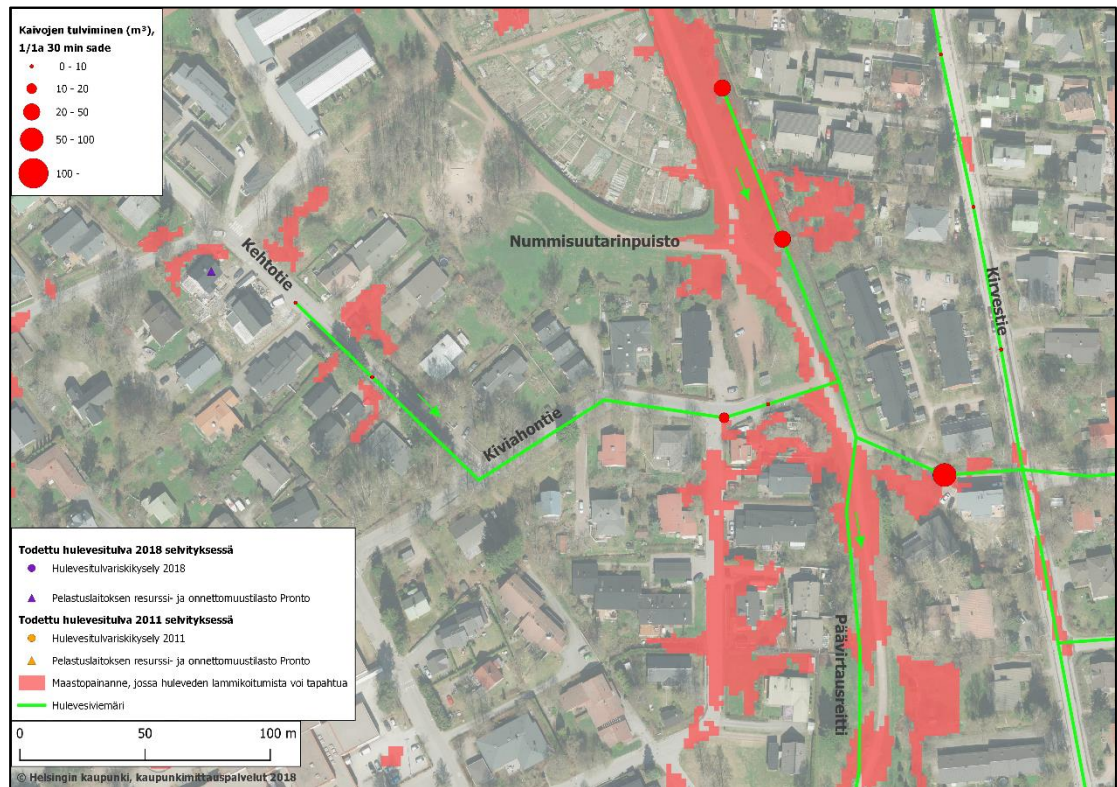 Kaivojen tulviminen (m³),
1/1a 30 min sade
0 - 10
10 - 20
20 - 50
50 - 100
100 -
Nummisuutarinpuisto
Kehtotie
Kirvestie
Kiviahontie
Päävirtausreitti
Todettu hulevesitulva 2018 selvityksessä
Hulevesitulvariskikysely 2018
Pelastuslaitoksen resurssi- ja onnettomuustilasto Pronto
Todettu hulevesitulva 2011 selvityksessä
Hulevesitulvariskikysely 2011
Pelastuslaitoksen resurssi- ja onnettomuustilasto Pronto
Maastopainanne, jossa huleveden lammikoitumista voi tapahtua
Hulevesiviemäri
0 50 100 m
© Helsingin kaupunki, kaupunkimittauspalvelut 2018